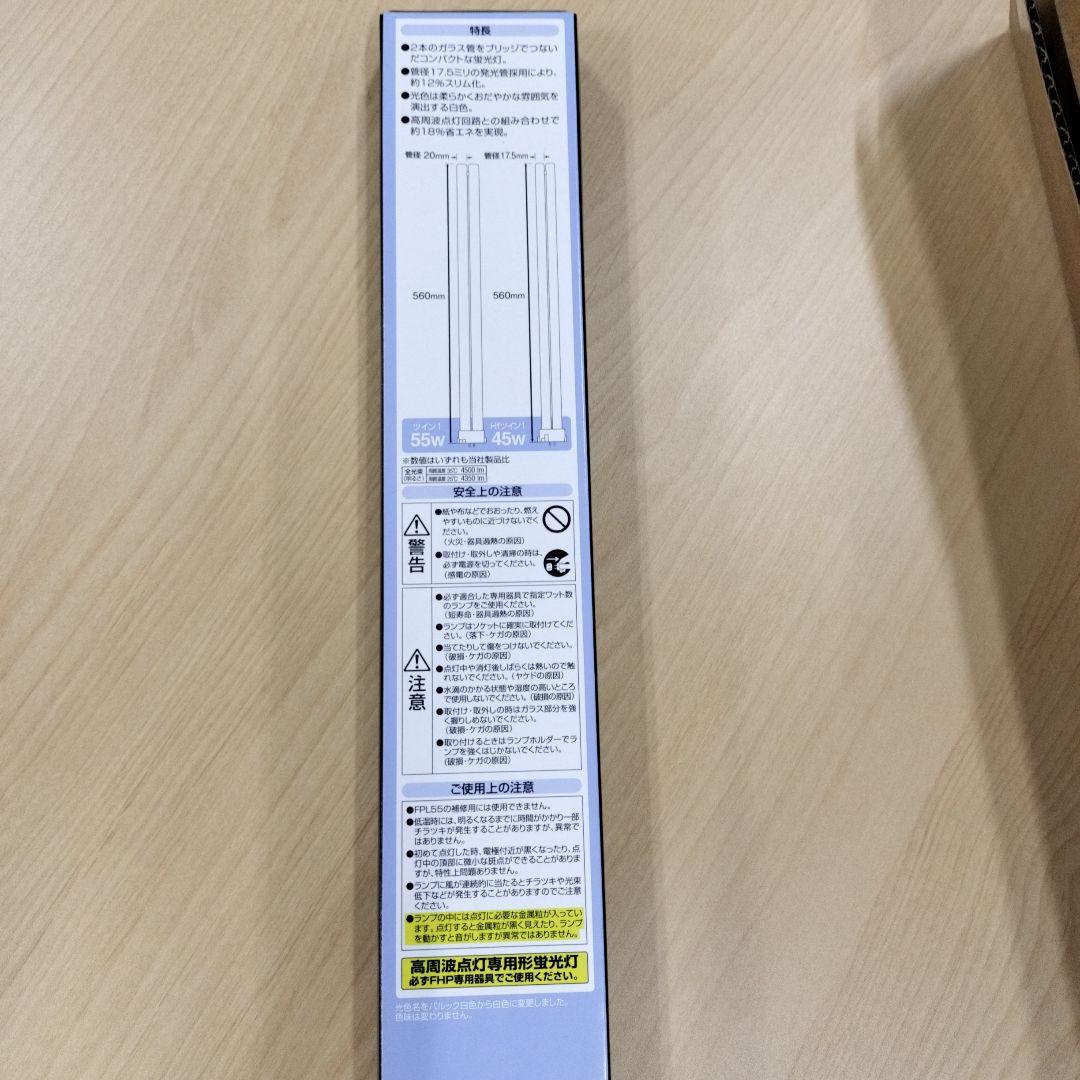 特長
●2本のガラス管をブリッジでつない
だコンパクトな蛍光灯。
●管径17.5ミリの発光管採用により、
約12%スリム化。
●光色は柔らかくおだやかな雰囲気を
演出する白色。
●高周波点灯回路との組み合わせで
約18%省エネを実現。
管径 20mm 管径17.5mm
560mm 560mm
ツイン1 Hfツイン1
55W 45W
※数値はいずれも当社製品比
全光束 周囲温度 35℃ 4500 lm
(明るさ) 周囲温度 25℃ 4350 lm
安全上の注意
警告
●紙や布などでおおったり、燃え
やすいものに近づけないでく
ださい。
(火災・器具過熱の原因)
●取付け・取外しや清掃の時は、
必ず電源を切ってください。
(感電の原因)
注意
●必ず適合した専用器具で指定ワット数
のランプをご使用ください。
(短寿命・器具過熱の原因)
●ランプはソケットに確実に取付けてくだ
さい。(落下・ケガの原因)
●当てたりして傷をつけないでください。
(破損・ケガの原因)
●点灯中や消灯後しばらくは熱いので触
れないでください。(ヤケドの原因)
●水滴のかかる状態や湿度の高いところ
で使用しないでください。(破損の原因)
●取付け・取外しの時はガラス部分を強
く握りしめないでください。
(破損・ケガの原因)
●取り付けるときはランプホルダーでラ
ンプを強くはじかないでください。
(破損・ケガの原因)
ご使用上の注意
●FPL55の補修用には使用できません。
●低温時には、明るくなるまでに時間がかかり一部
チラツキが発生することがありますが、異常で
はありません。
●初めて点灯した時、電極付近が黒くなったり、点
灯中の頂部に微小な斑点ができることがありま
すが、特性上問題ありません。
●ランプに風が連続的に当たるとチラツキや光束
低下などが発生することがありますのでご注意
ください。
●ランプの中には点灯に必要な金属粒が入ってい
ます。点灯すると金属粒が黒く見えたり、ランプ
を動かすと音がしますが異常ではありません。
高周波点灯専用形蛍光灯
必ずFHP専用器具でご使用ください。
光色名をパルック白色から白色に変更しました。
色味は変わりません。